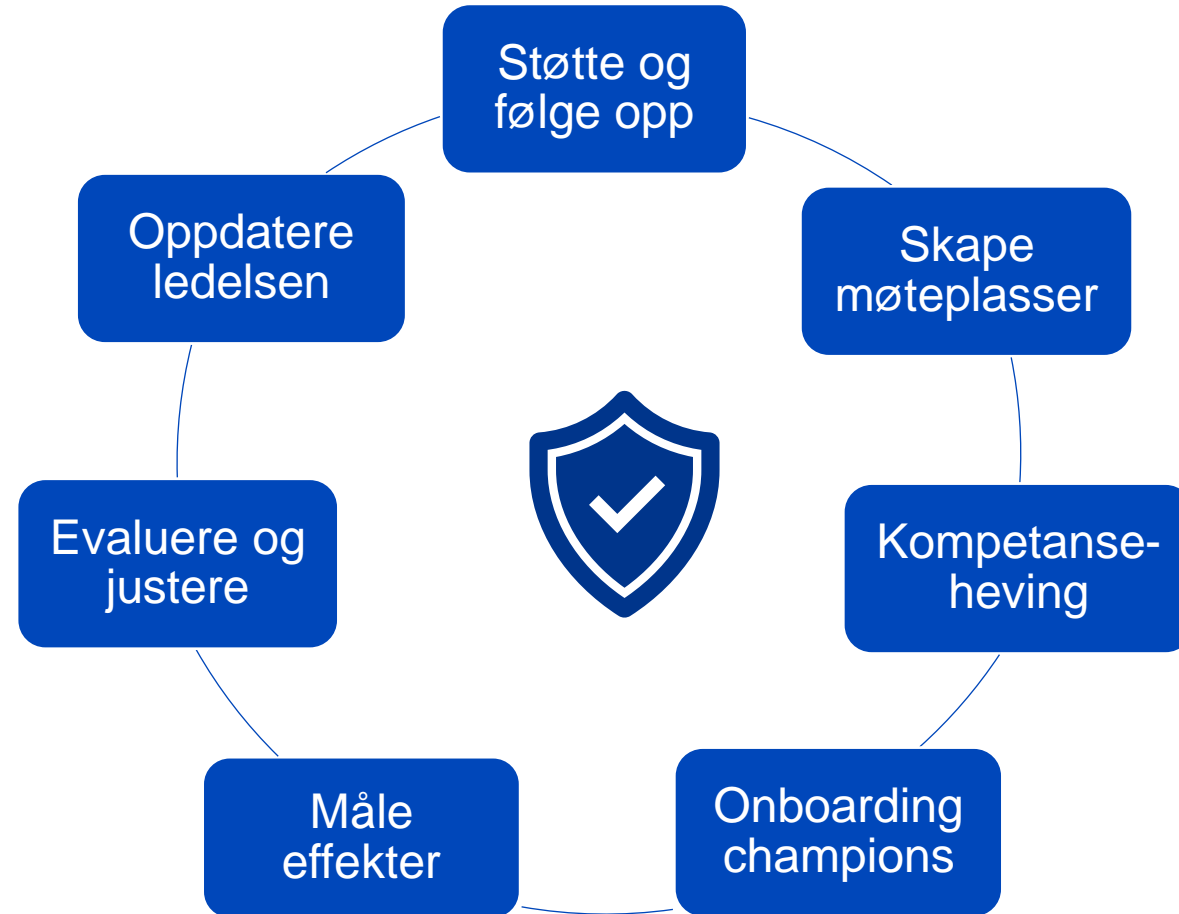 Støtte og
følge opp
Skape
møteplasser
Kompetanse-
heving
Onboarding
champions
Måle
effekter
Evaluere og
justere
Oppdatere
ledelsen